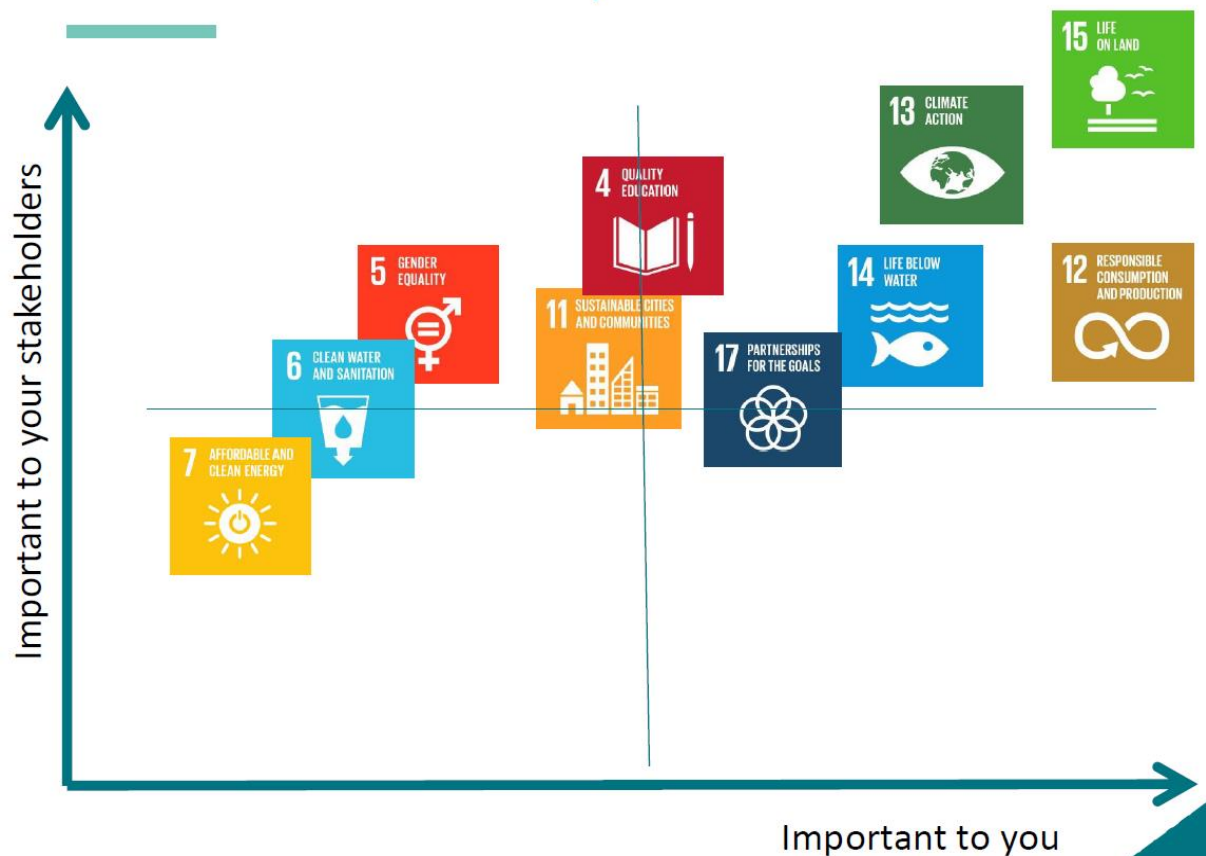 15 LIFE
ON LAND
13 CLIMATE
ACTION
4 QUALITY
EDUCATION
5 GENDER
EQUALITY
14 LIFE BELOW
WATER
12 RESPONSIBLE
CONSUMPTION
AND PRODUCTION
11 SUSTAINABLE CITIES
AND COMMUNITIES
17 PARTNERSHIPS
FOR THE GOALS
6 CLEAN WATER
AND SANITATION
7 AFFORDABLE AND
CLEAN ENERGY
Important to your stakeholders
Important to you